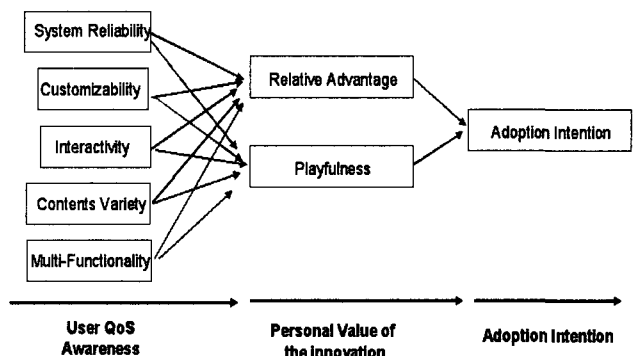 System Reliability
Customizability
Interactivity
Contents Variety
Multi-Functionality
Relative Advantage
Playfulness
Adoption Intention
User QoS
Awareness
Personal Value of
the innovation
Adoption Intention